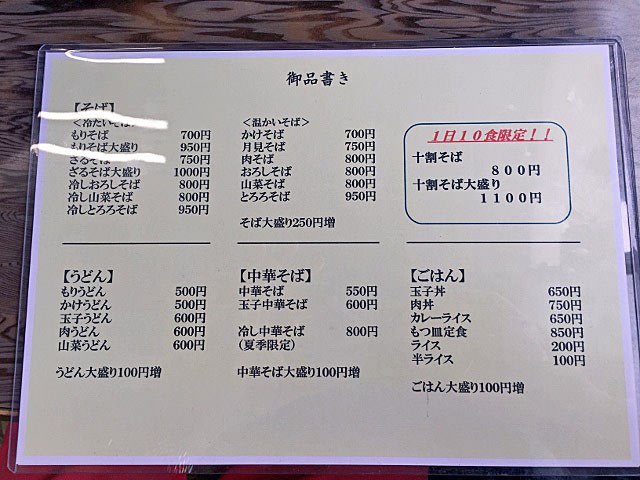 御品書き
【そば】
＜冷たいそば＞
もりそば 700円
もりそば大盛り 950円
ざるそば 750円
ざるそば大盛り 1000円
冷しおろしそば 800円
冷し山菜そば 800円
冷しとろろそば 950円
＜温かいそば＞
かけそば 700円
月見そば 750円
肉そば 800円
おろしそば 800円
山菜そば 800円
とろろそば 950円
そば大盛り250円増
1日10食限定！！
十割そば
800円
十割そば大盛り
1100円
【うどん】
もりうどん 500円
かけうどん 500円
玉子うどん 600円
肉うどん 600円
山菜うどん 600円
うどん大盛り100円増
【中華そば】
中華そば 550円
玉子中華そば 600円
冷し中華そば 800円
（夏季限定）
中華そば大盛り100円増
【ごはん】
玉子丼 650円
肉丼 750円
カレーライス 650円
もつ皿定食 850円
ライス 200円
半ライス 100円
ごはん大盛り100円増